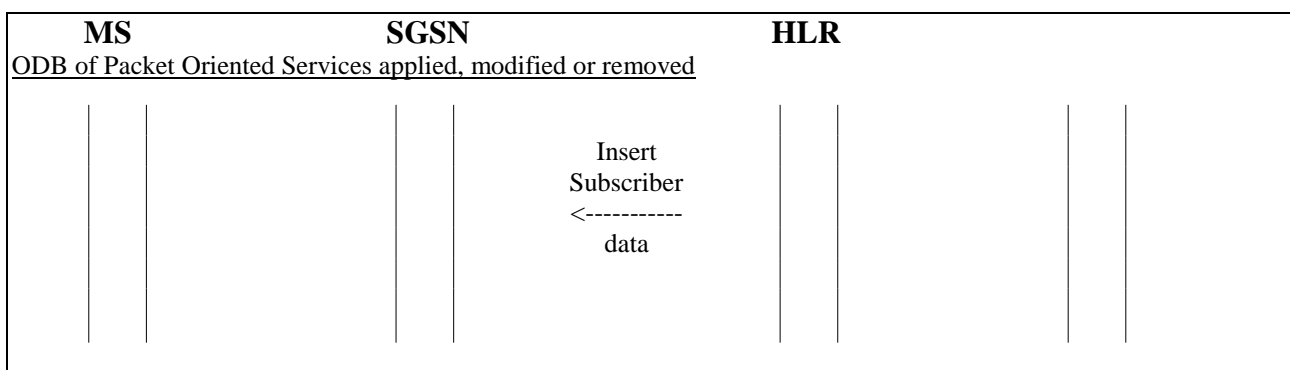 MS SGSN HLR
ODB of Packet Oriented Services applied, modified or removed
Insert
Subscriber
<-----------
data